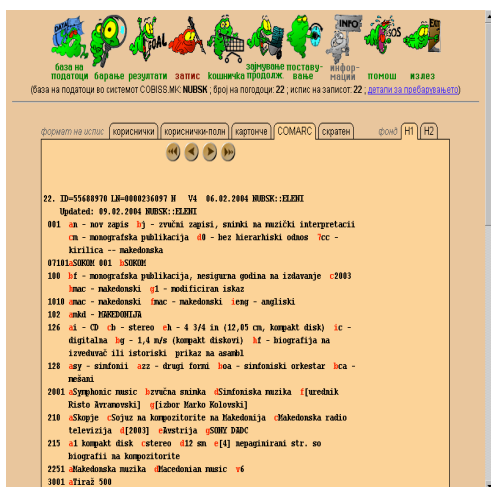 DATA
GOAL
INFO
SOS
EXIT
база на податоци барање резултати запис кошничка зајмување продолж. поставу-вање инфор-мации помош излез
(база на податоци во системот COBISS.MK: NUBSK ; број на погодоци: 22 ; испис на записот: 22 ; детали за пребарувањето)
формат на испис кориснички кориснички-полн картонче COMARC скратен фонд H1 H2
22. ID=55688970 LN=0000236097 N V4 06.02.2004 NUBSK::ELENI
Updated: 09.02.2004 NUBSK::ELENI
001 an - nov zapis bj - zvučni zapisi, snimki na muzički interpretacii
cm - monografska publikacija d0 - bez hierarhiski odnos 7cc -
kirilica -- makedonska
07101aSOKOM 001 bSOKOM
100 bf - monografska publikacija, nesigurna godina na izdavanje c2003
hmac - makedonski g1 - modificiran iskaz
1010 amac - makedonski fmac - makedonski ieng - angliski
102 amkd - MAKEDONIJA
126 ai - CD cb - stereo eh - 4 3/4 in (12,05 cm, kompakt disk) ic -
digitalna bg - 1,4 m/s (kompakt diskovi) hf - biografija na
izveduvač ili istoriski prikaz na asambl
128 asy - simfonii azz - drugi formi boa - simfoniski orkestar bca -
mešani
2001 aSymphonic music bzvučna snimka dSimfoniska muzika f[urednik
Risto Avramovski] g[izbor Marko Kolovski]
210 aSkopje cSojuz na kompozitorite na Makedonija cMakedonska radio
televizija d[2003] eAvstrija gSONY DADC
215 a1 kompakt disk cstereo d12 sm e[4] nepaginirani str. so
biografii na kompozitorite
2251 aMakedonska muzika dMacedonian music v6
3001 aTiraž 500